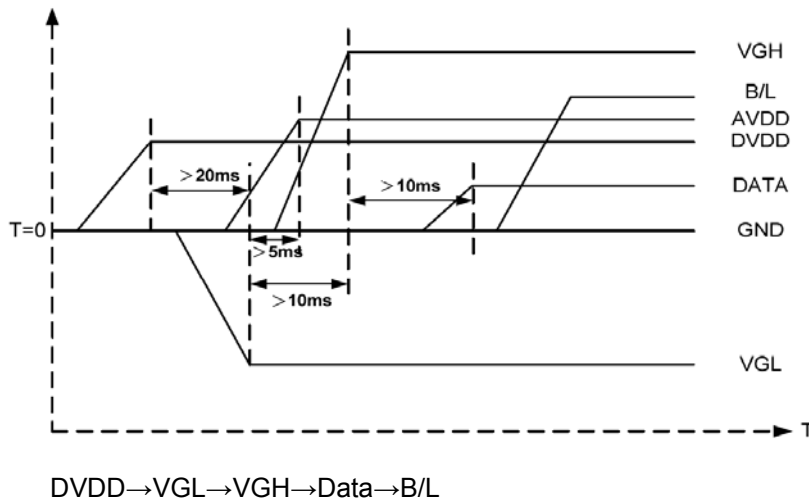 VGH
B/L
AVDD
DVDD
>20ms
>10ms
DATA
T=0
GND
>5ms
>10ms
VGL
T
DVDD→VGL→VGH→Data→B/L